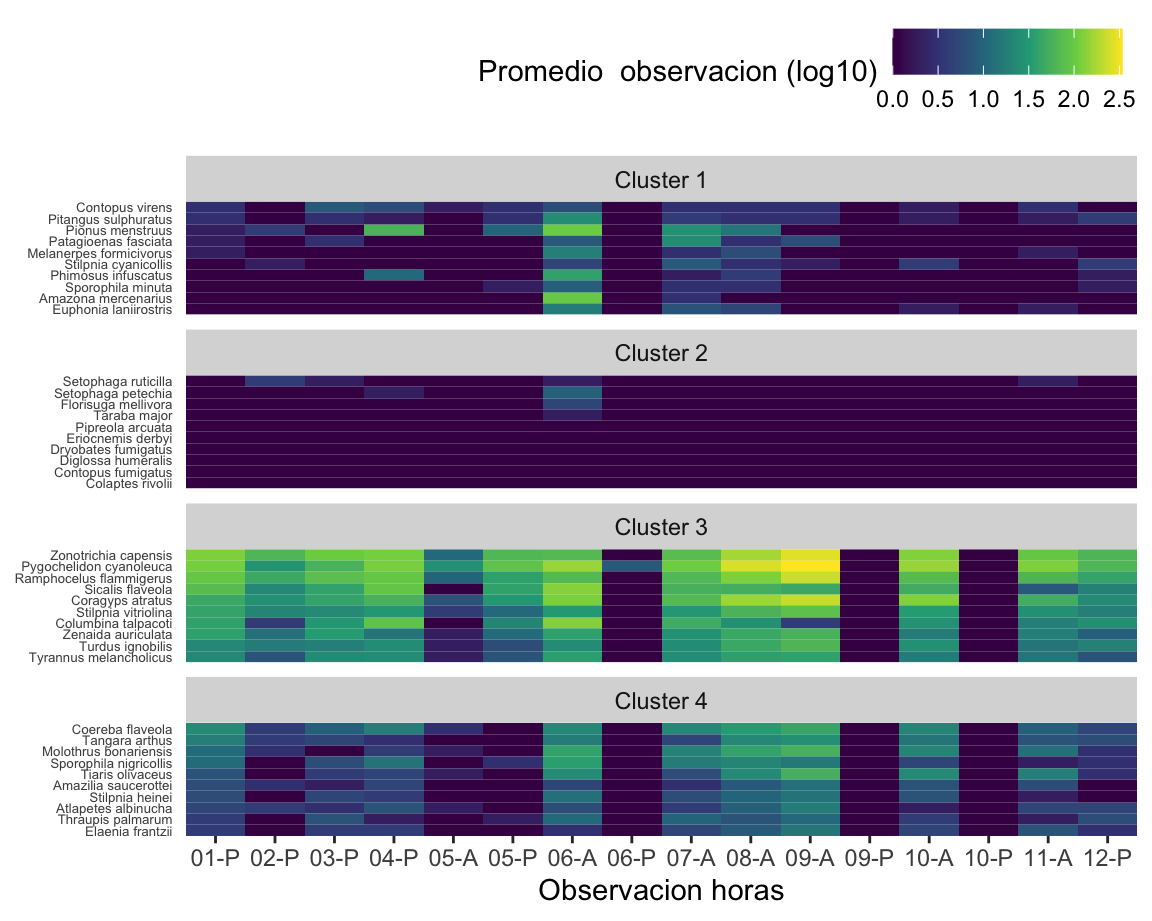 Promedio  observacion (log10)
0.0 0.5 1.0 1.5 2.0 2.5
Cluster 1
Contopus virens
Pitangus sulphuratus
Pionus menstruus
Patagioenas fasciata
Melanerpes formicivorus
Stilpnia cyanicollis
Phimosus infuscatus
Sporophila minuta
Amazona mercenarius
Euphonia laniirostris
Cluster 2
Setophaga ruticilla
Setophaga petechia
Florisuga mellivora
Taraba major
Pipreola arcuata
Eriocnemis derbyi
Dryobates fumigatus
Diglossa humeralis
Contopus fumigatus
Colaptes rivolii
Cluster 3
Zonotrichia capensis
Pygochelidon cyanoleuca
Ramphocelus flammigerus
Sicalis flaveola
Coragyps atratus
Stilpnia vitriolina
Columbina talpacoti
Zenaida auriculata
Turdus ignobilis
Tyrannus melancholicus
Cluster 4
Coereba flaveola
Tangara arthus
Molothrus bonariensis
Sporophila nigricollis
Tiaris olivaceus
Amazilia saucerottei
Stilpnia heinei
Atlapetes albinucha
Thraupis palmarum
Elaenia frantzii
01-P 02-P 03-P 04-P 05-A 05-P 06-A 06-P 07-A 08-A 09-A 09-P 10-A 10-P 11-A 12-P
Observacion horas